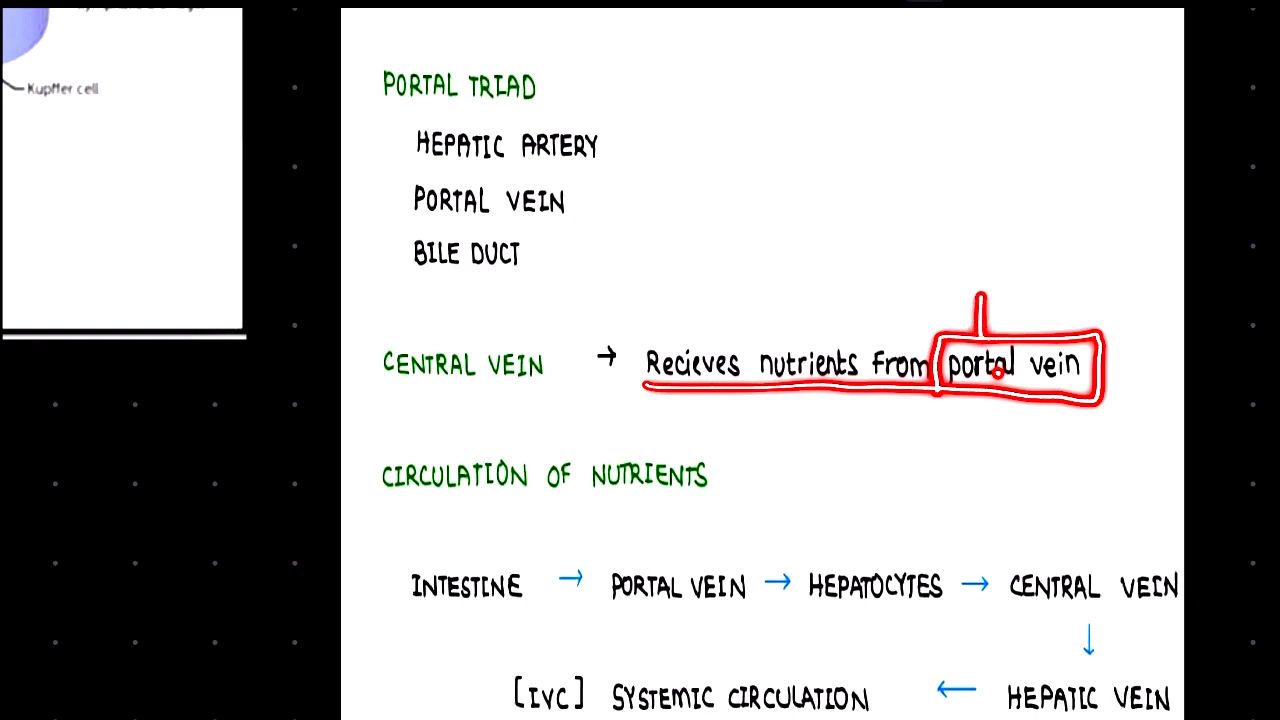 Kupffer cell
PORTAL TRIAD
HEPATIC ARTERY
PORTAL VEIN
BILE DUCT
CENTRAL VEIN → Recieves nutrients from portal vein
CIRCULATION OF NUTRIENTS
INTESTINE → PORTAL VEIN → HEPATOCYTES → CENTRAL VEIN
↓
[IVC] SYSTEMIC CIRCULATION ← HEPATIC VEIN